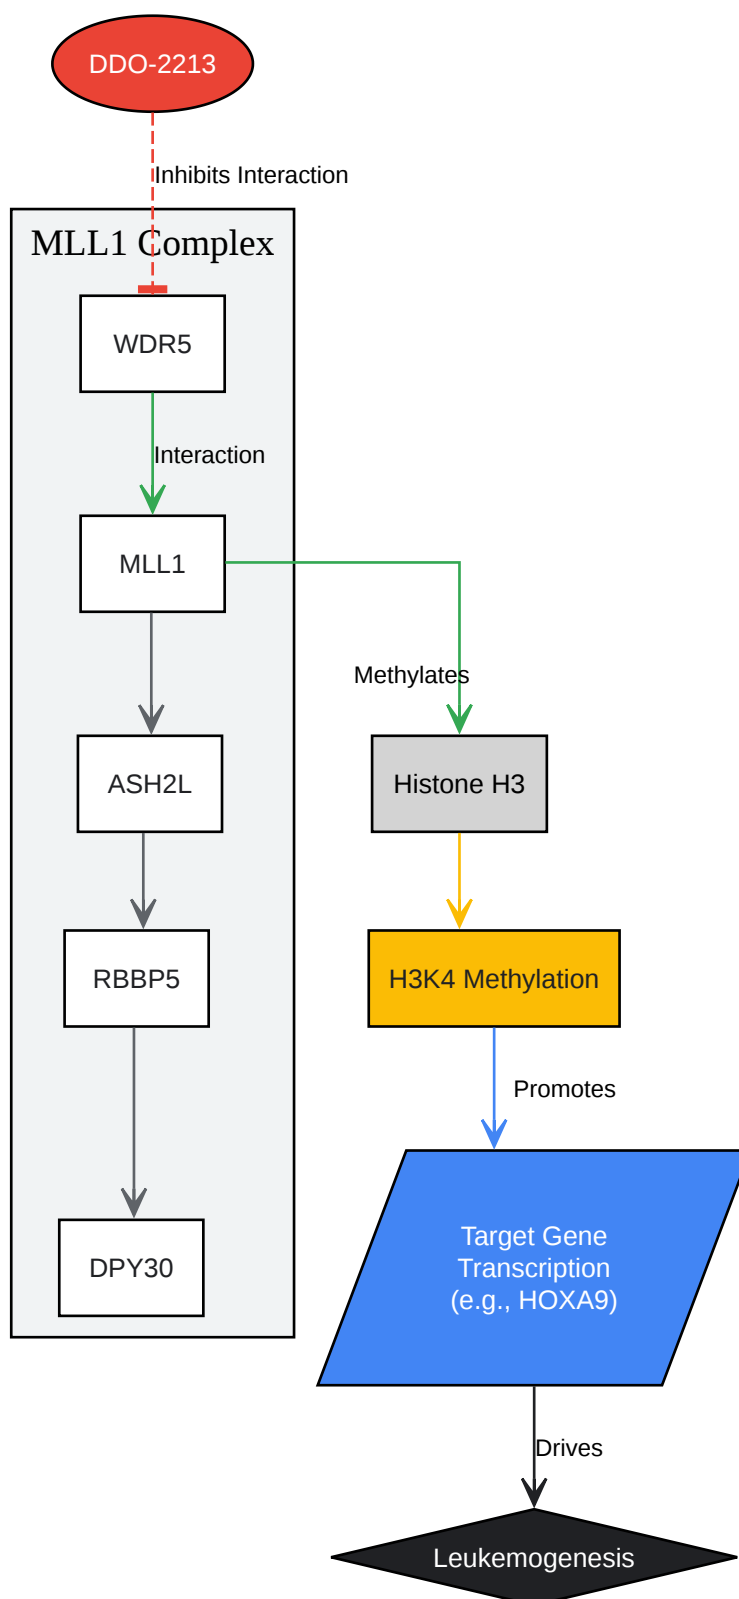 DDO-2213
Inhibits Interaction
MLL1 Complex
WDR5
Interaction
MLL1
Methylates
ASH2L
Histone H3
RBBP5
H3K4 Methylation
Promotes
DPY30
Target Gene
Transcription
(e.g., HOXA9)
Drives
Leukemogenesis